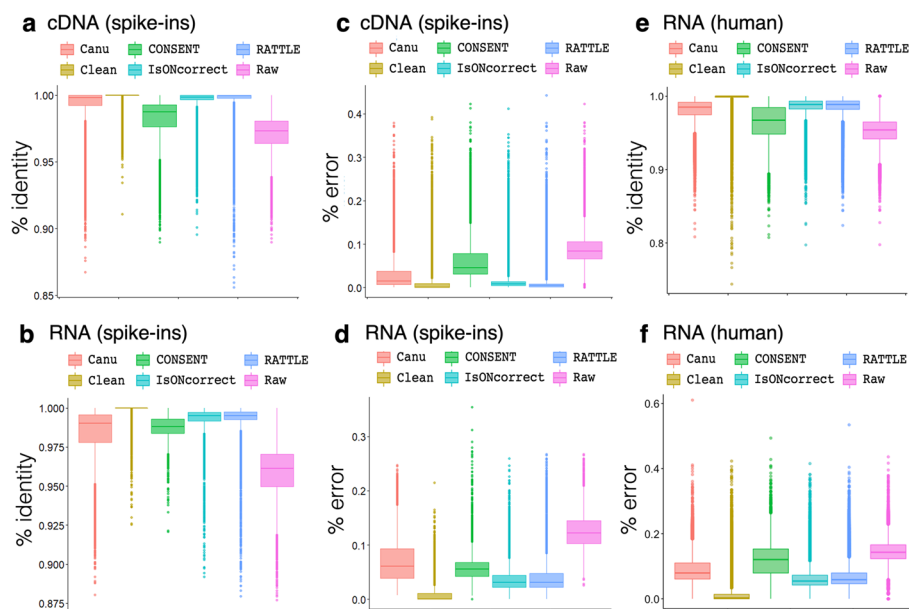 a cDNA (spike-ins)
Canu CONSENT RATTLE
Clean IsONcorrect Raw
% identity
1.00
0.95
0.90
0.85
c cDNA (spike-ins)
Canu CONSENT RATTLE
Clean IsONcorrect Raw
% error
0.4
0.3
0.2
0.1
0.0
e RNA (human)
Canu CONSENT RATTLE
Clean IsONcorrect Raw
% identity
1.0
0.9
0.8
b RNA (spike-ins)
Canu CONSENT RATTLE
Clean IsONcorrect Raw
% identity
1.000
0.975
0.950
0.925
0.900
0.875
d RNA (spike-ins)
Canu CONSENT RATTLE
Clean IsONcorrect Raw
% error
0.3
0.2
0.1
0.0
f RNA (human)
Canu CONSENT RATTLE
Clean IsONcorrect Raw
% error
0.6
0.4
0.2
0.0